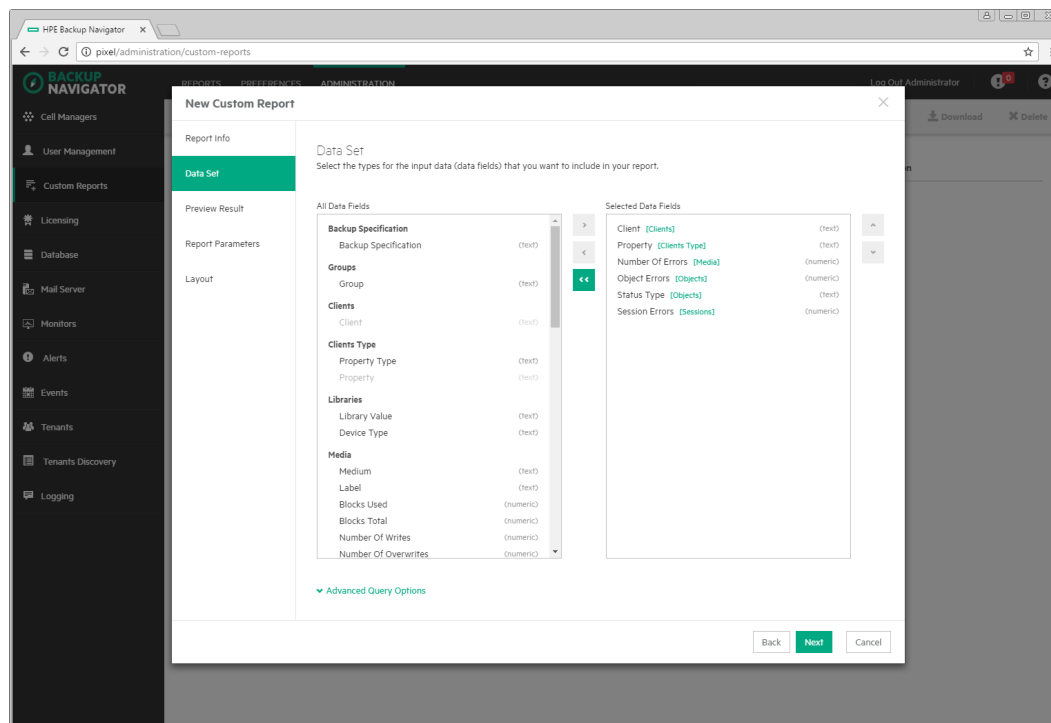 HPE Backup Navigator
pixel/administration/custom-reports
BACKUP
NAVIGATOR
REPORTS PREFERENCES ADMINISTRATION
Log Out Administrator
0
Cell Managers
User Management
Custom Reports
Licensing
Database
Mail Server
Monitors
Alerts
Events
Tenants
Tenants Discovery
Logging
Download Delete
New Custom Report
Report Info
Data Set
Preview Result
Report Parameters
Layout
Data Set
Select the types for the input data (data fields) that you want to include in your report.
All Data Fields
Backup Specification
Backup Specification (text)
Groups
Group (text)
Clients
Client (text)
Clients Type
Property Type (text)
Property (text)
Libraries
Library Value (text)
Device Type (text)
Media
Medium (text)
Label (text)
Blocks Used (numeric)
Blocks Total (numeric)
Number Of Writes (numeric)
Number Of Overwrites (numeric)
Selected Data Fields
Client [Clients] (text)
Property [Clients Type] (text)
Number Of Errors [Media] (numeric)
Object Errors [Objects] (numeric)
Status Type [Objects] (text)
Session Errors [Sessions] (numeric)
Advanced Query Options
Back Next Cancel